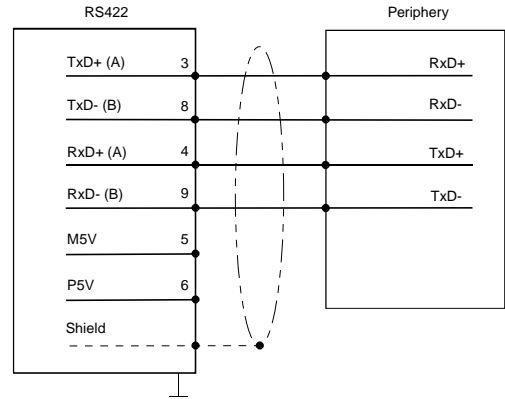 RS422 Periphery
TxD+ (A) 3 RxD+
TxD- (B) 8 RxD-
RxD+ (A) 4 TxD+
RxD- (B) 9 TxD-
M5V 5
P5V 6
Shield